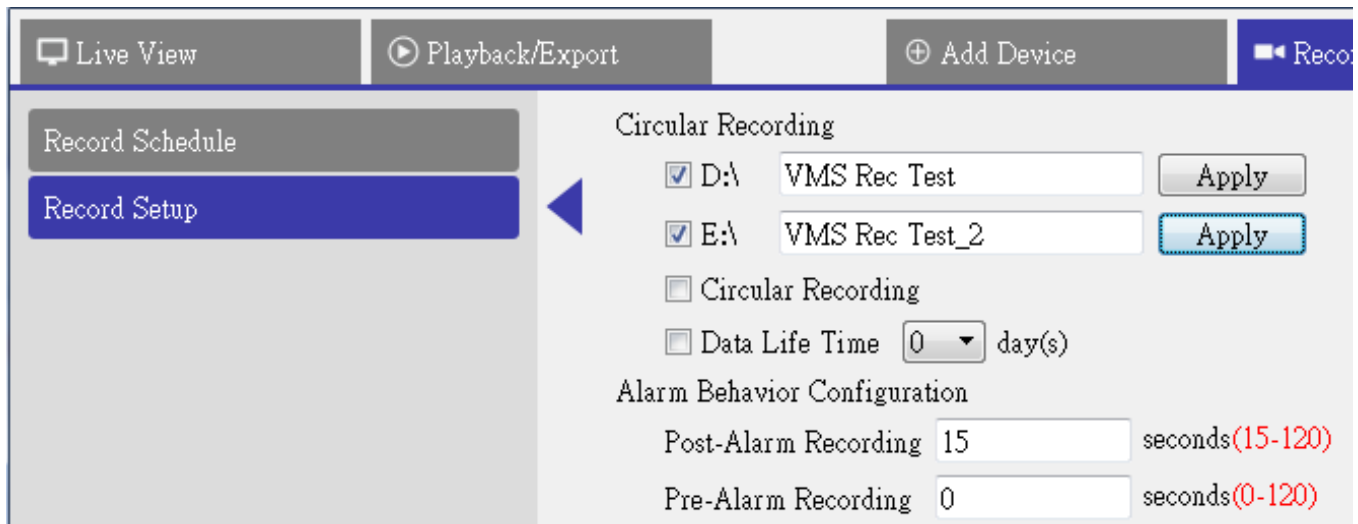 Live View Playback/Export Add Device
Record Schedule
Record Setup
Circular Recording
D:\ VMS Rec Test Apply
E:\ VMS Rec Test_2 Apply
Circular Recording
Data Life Time 0 day(s)
Alarm Behavior Configuration
Post-Alarm Recording 15 seconds(15-120)
Pre-Alarm Recording 0 seconds(0-120)